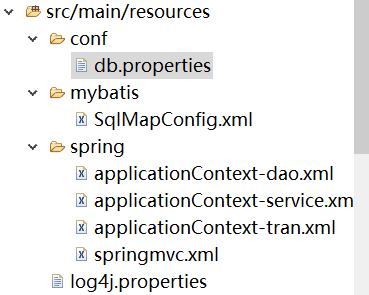 src/main/resources
conf
db.properties
mybatis
SqlMapConfig.xml
spring
applicationContext-dao.xml
applicationContext-service.xm
applicationContext-tran.xml
springmvc.xml
log4j.properties